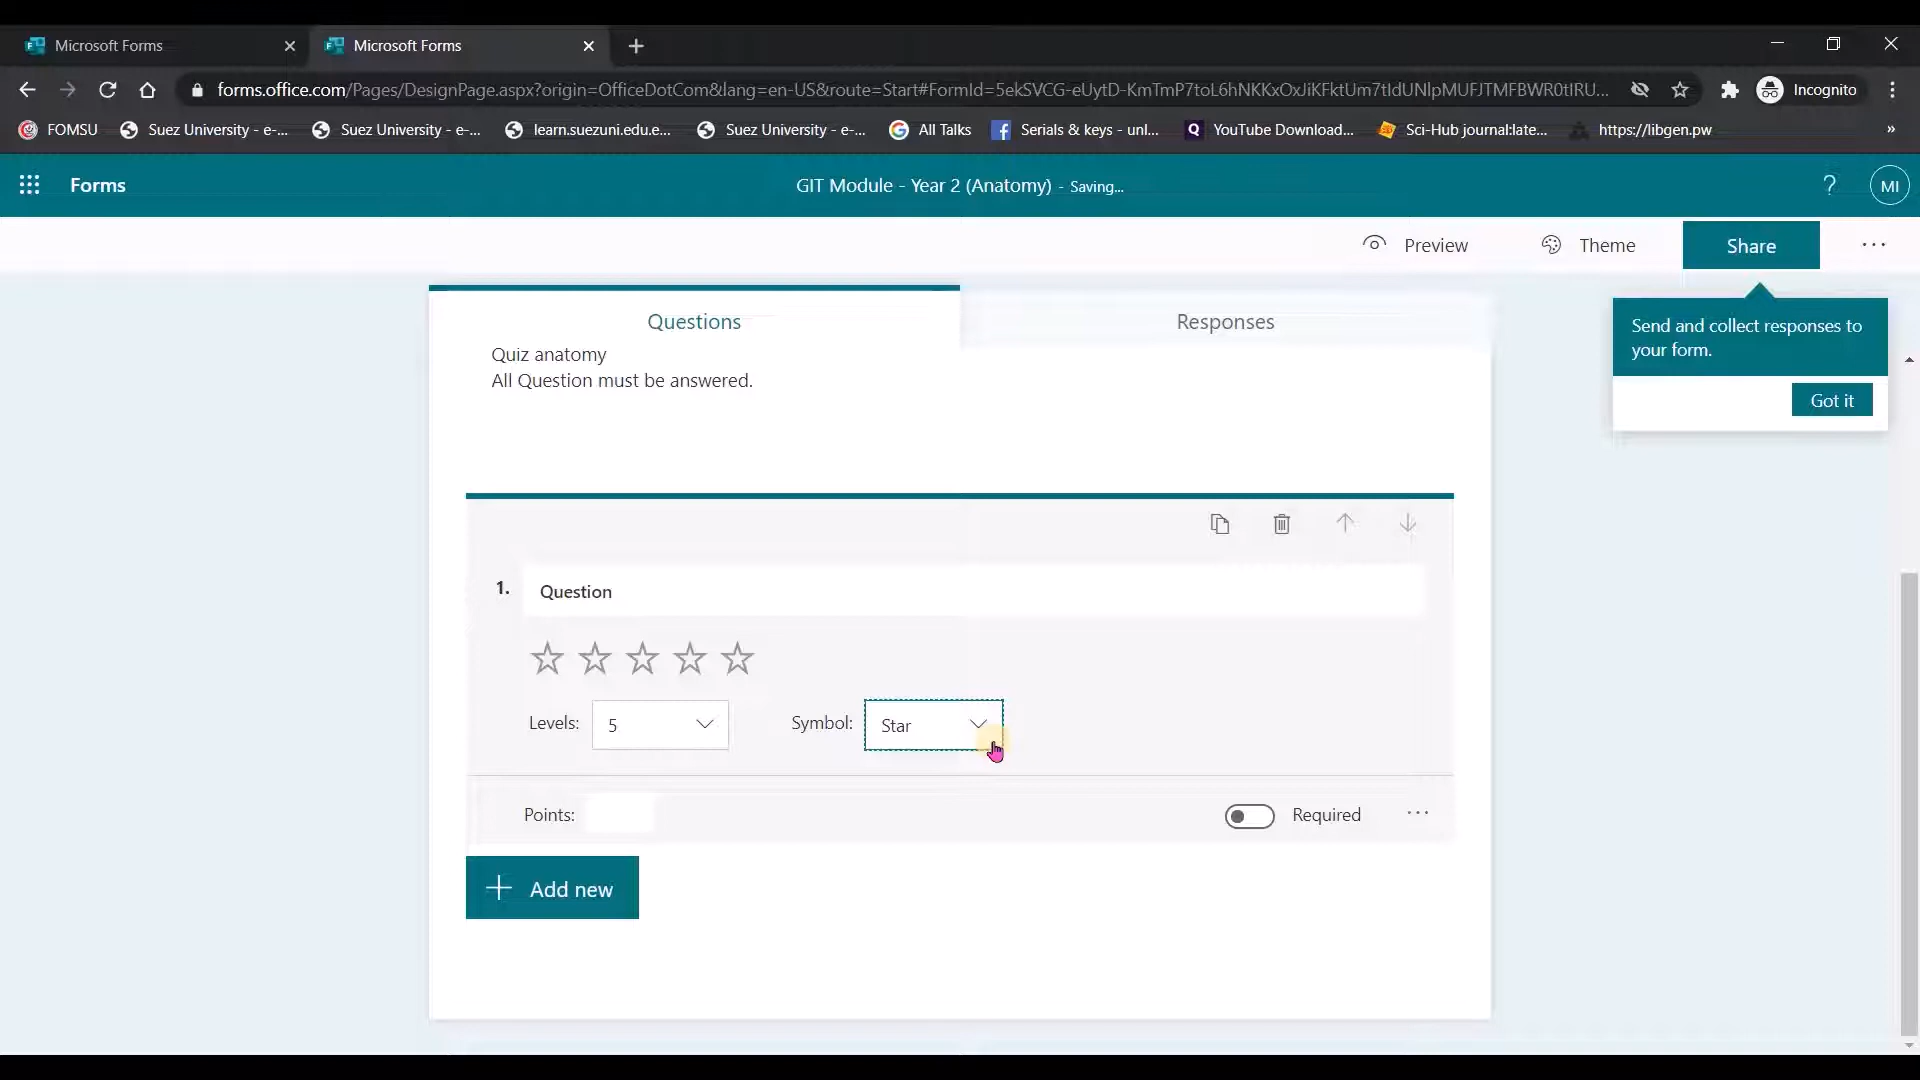 Microsoft Forms
Microsoft Forms
forms.office.com/Pages/DesignPage.aspx?origin=OfficeDotCom&lang=en-US&route=Start#FormId=5ekSVCG-eUytD-KmTmP7toL6hNKKxOxJiKFktUm7tIdUNlpMUFJTMFBWR0tIRU...
Incognito
FOMSU
Suez University - e-...
Suez University - e-...
learn.suezuni.edu.e...
Suez University - e-...
All Talks
Serials & keys - unl...
YouTube Download...
Sci-Hub journal:late...
https://libgen.pw
»
Forms
GIT Module - Year 2 (Anatomy) - Saving...
?
MI
Preview
Theme
Share
Send and collect responses to
your form.
Got it
Questions
Responses
Quiz anatomy
All Question must be answered.
1.
Question
Levels:
5
Symbol:
Star
Points:
Required
Add new